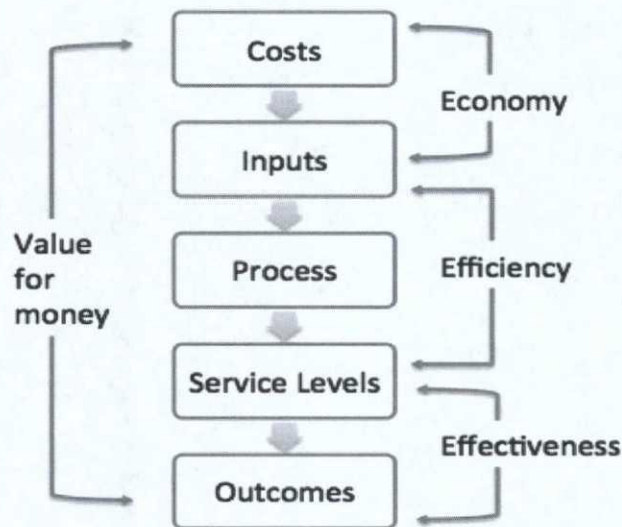 Costs
Economy
Inputs
Value
for
money
Process
Efficiency
Service Levels
Effectiveness
Outcomes